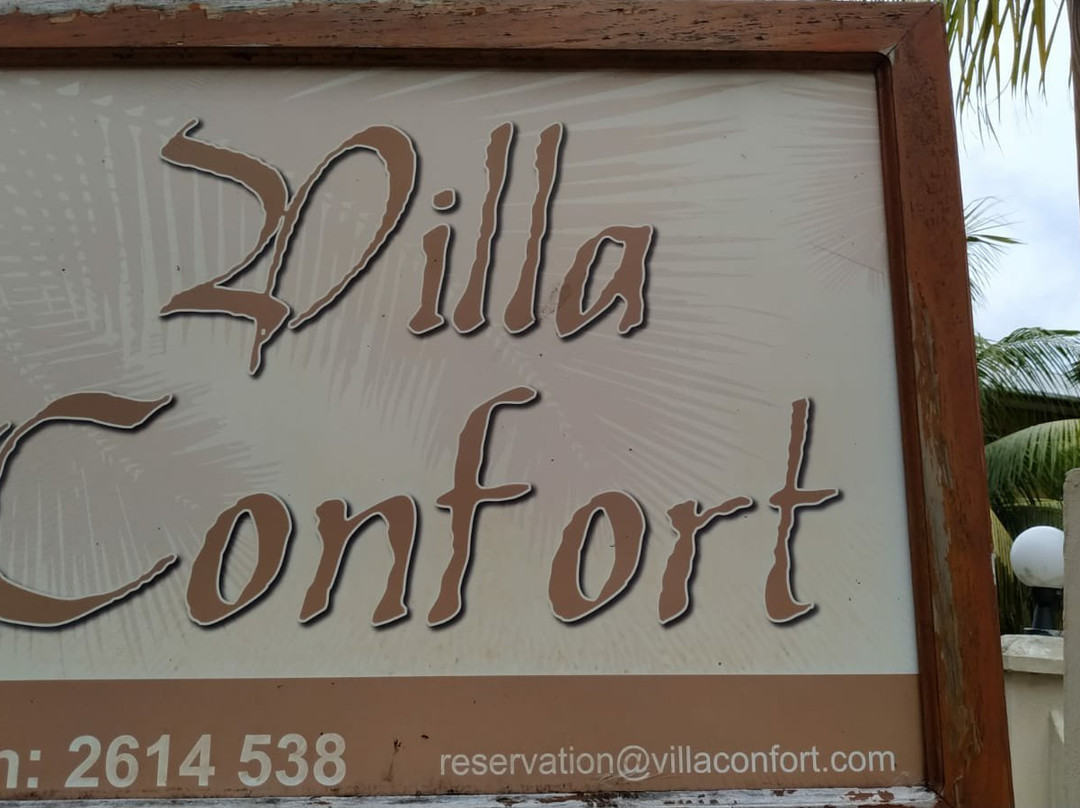 Villa
Confort
n: 2614 538
reservation@villaconfort.com